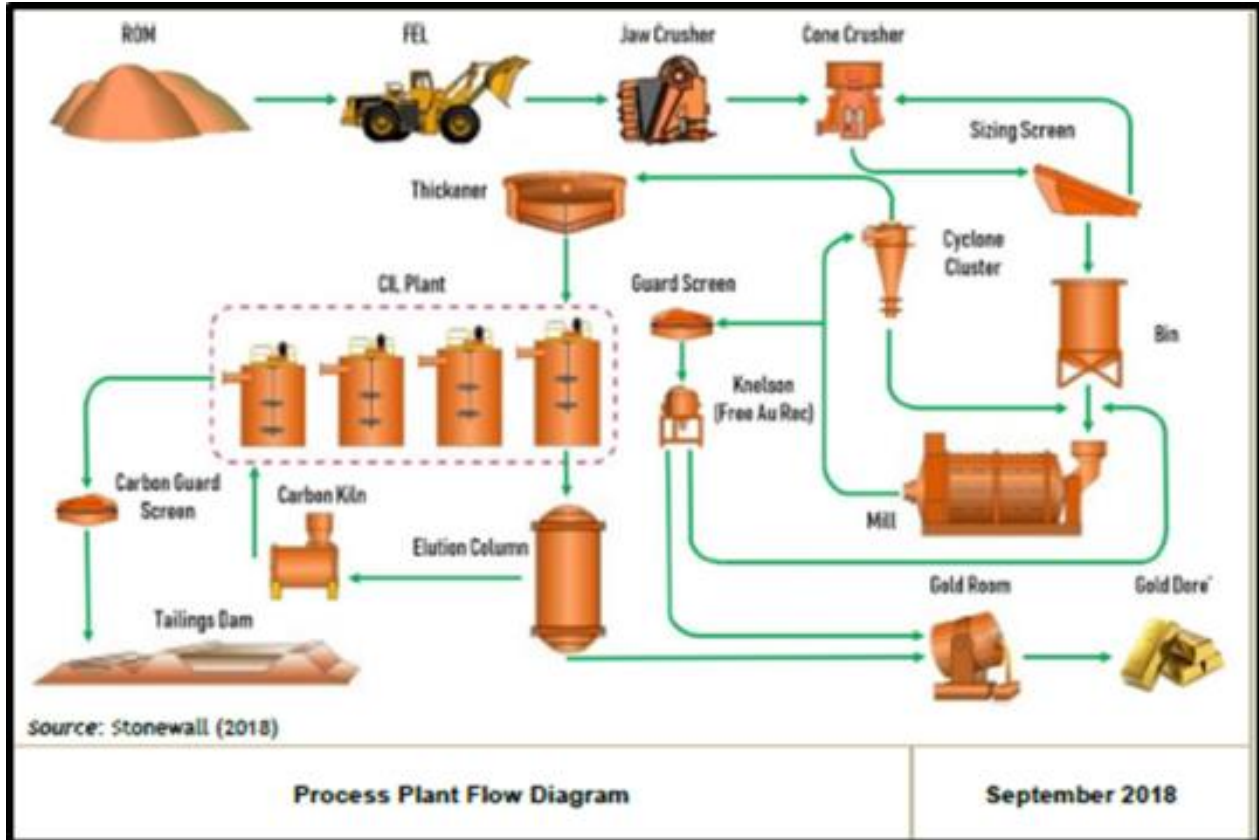 ROM
FEL
Jaw Crusher
Cone Crusher
Sizing Screen
Thickener
Cyclone
Cluster
CIL Plant
Guard Screen
Bin
Knelson
(Free Au Rec)
Carbon Guard
Screen
Carbon Kiln
Mill
Elution Column
Gold Room
Gold Dore'
Tailings Dam
Source: Stonewall (2018)
Process Plant Flow Diagram
September 2018